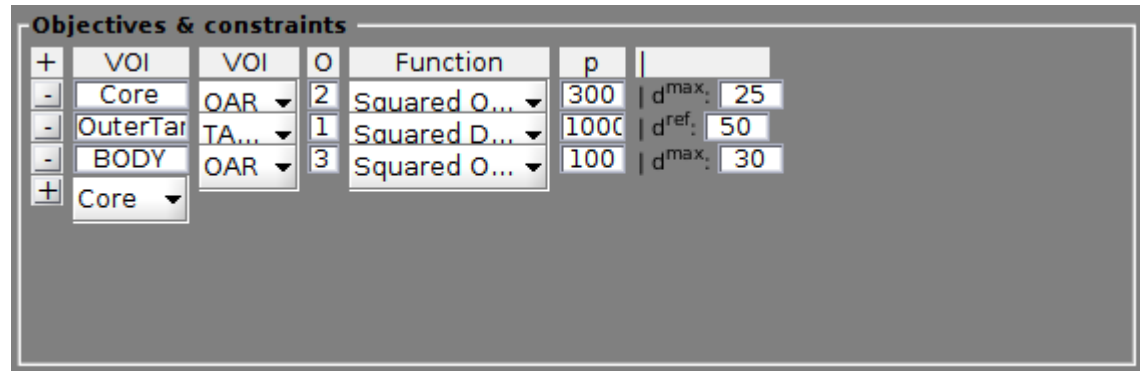 Objectives & constraints
+ VOI VOI O Function p |
- Core OAR 2 Squared O... 300 | dmax: 25
- OuterTar TA... 1 Squared D... 1000 | dref: 50
- BODY OAR 3 Squared O... 100 | dmax: 30
+ Core